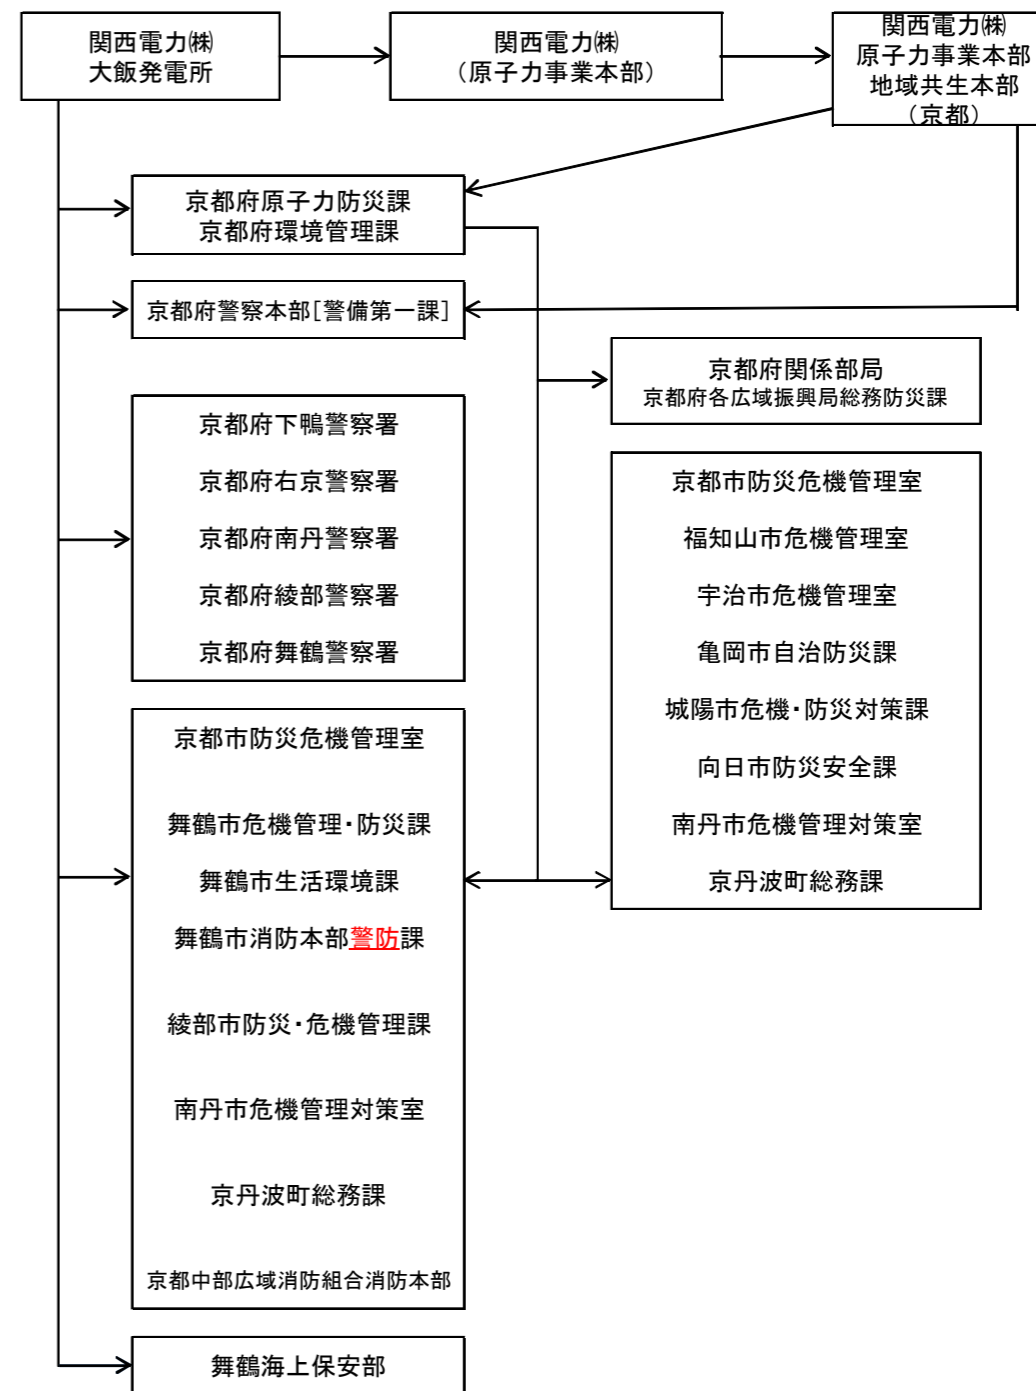 関西電力㈱
大飯発電所
関西電力㈱
（原子力事業本部）
関西電力㈱
原子力事業本部
地域共生本部
（京都）
京都府原子力防災課
京都府環境管理課
京都府警察本部[警備第一課]
京都府関係部局
京都府各広域振興局総務防災課
京都府下鴨警察署
京都府右京警察署
京都府南丹警察署
京都府綾部警察署
京都府舞鶴警察署
京都市防災危機管理室
福知山市危機管理室
宇治市危機管理室
亀岡市自治防災課
城陽市危機・防災対策課
向日市防災安全課
南丹市危機管理対策室
京丹波町総務課
京都市防災危機管理室
舞鶴市危機管理・防災課
舞鶴市生活環境課
舞鶴市消防本部警防課
綾部市防災・危機管理課
南丹市危機管理対策室
京丹波町総務課
京都中部広域消防組合消防本部
舞鶴海上保安部